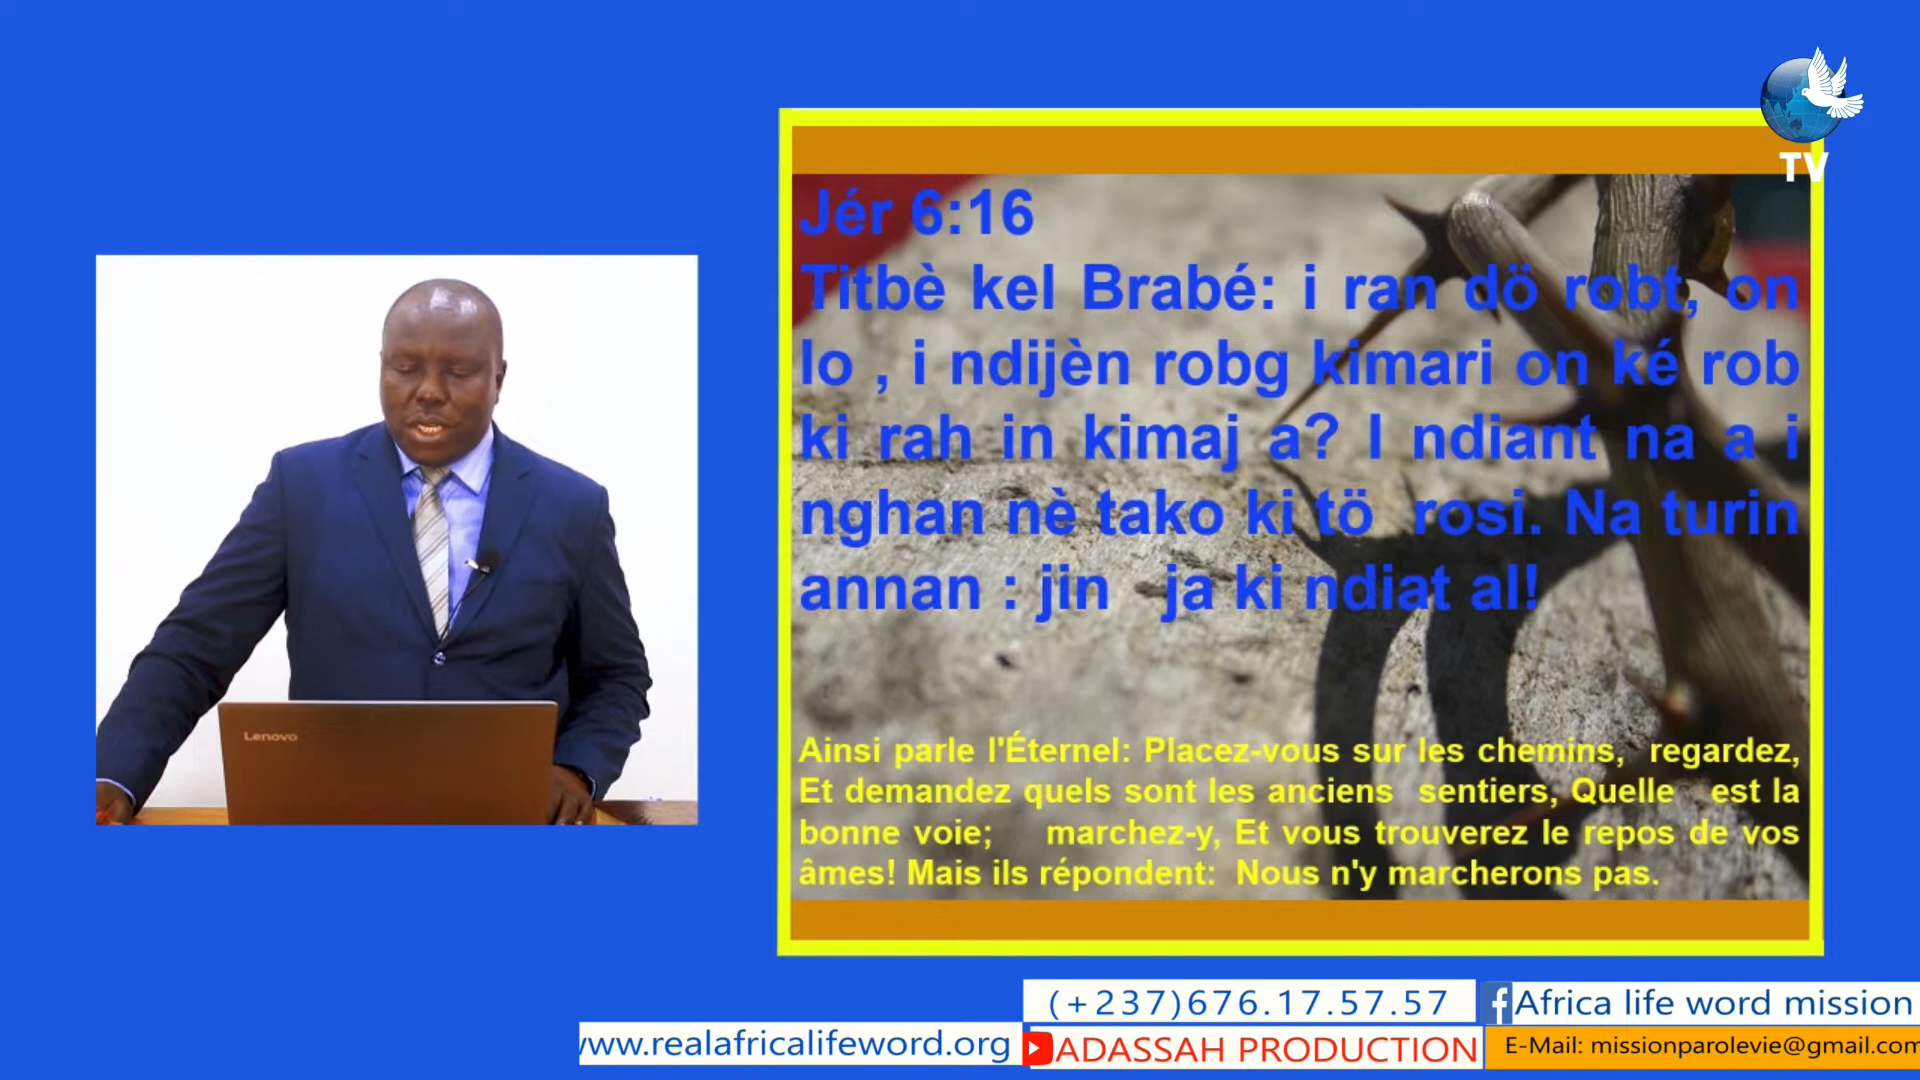 TV
Jér 6:16
Titbè kel Brabé: i ran dö robt, on
lo , i ndijèn robg kimari on ké rob
ki rah in kimaj a? I ndiant na a i
nghan nè tako ki tö rosi. Na turin
annan : jin ja ki ndiat al!
Ainsi parle l'Éternel: Placez-vous sur les chemins, regardez,
Et demandez quels sont les anciens sentiers, Quelle est la
bonne voie; marchez-y, Et vous trouverez le repos de vos
âmes! Mais ils répondent: Nous n'y marcherons pas.
Lenovo
(+237)676.17.57.57
Africa life word mission
www.realafricalifeword.org
ADASSAH PRODUCTION
E-Mail: missionparolevie@gmail.com